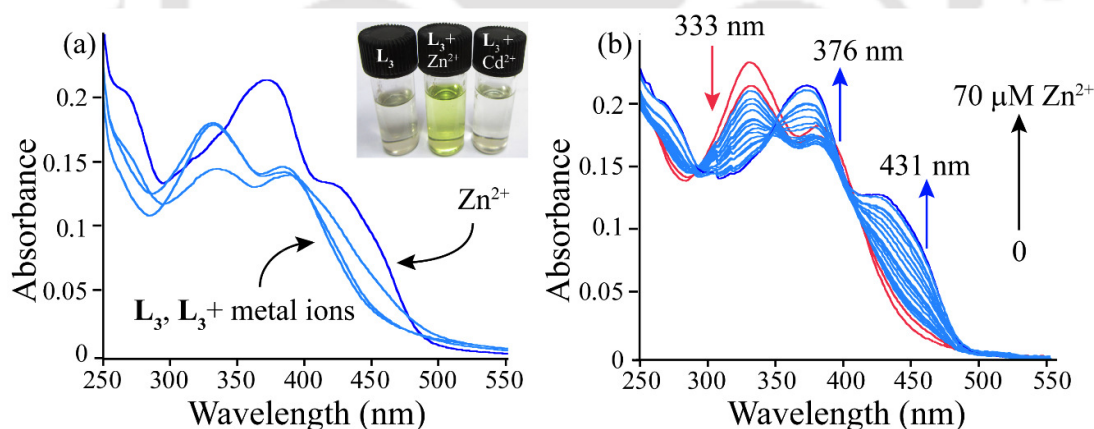 (a)
0.2
0.15
0.1
0.05
0
250 300 350 400 450 500 550
Absorbance
Wavelength (nm)
L₃
L₃+
Zn²⁺
L₃+
Cd²⁺
Zn²⁺
L₃, L₃+ metal ions
(b)
333 nm
376 nm
431 nm
70 μM Zn²⁺
0
0.2
0.15
0.1
0.05
0
250 300 350 400 450 500 550
Absorbance
Wavelength (nm)